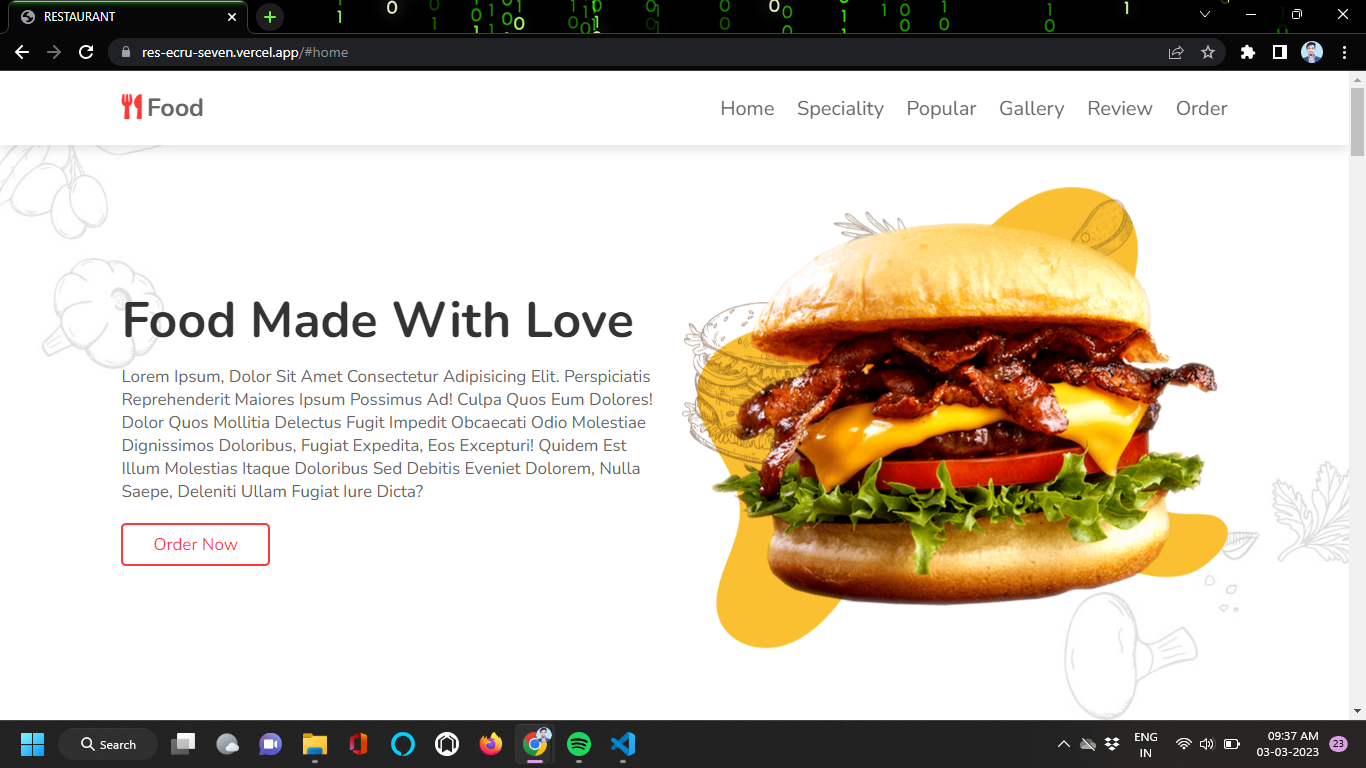 RESTAURANT
res-ecru-seven.vercel.app/#home
Food
Home Speciality Popular Gallery Review Order
Food Made With Love
Lorem Ipsum, Dolor Sit Amet Consectetur Adipisicing Elit. Perspiciatis
Reprehenderit Maiores Ipsum Possimus Ad! Culpa Quos Eum Dolores!
Dolor Quos Mollitia Delectus Fugit Impedit Obcaecati Odio Molestiae
Dignissimos Doloribus, Fugiat Expedita, Eos Excepturi! Quidem Est
Illum Molestias Itaque Doloribus Sed Debitis Eveniet Dolorem, Nulla
Saepe, Deleniti Ullam Fugiat Iure Dicta?
Order Now
Search
ENG
IN
09:37 AM
03-03-2023
23